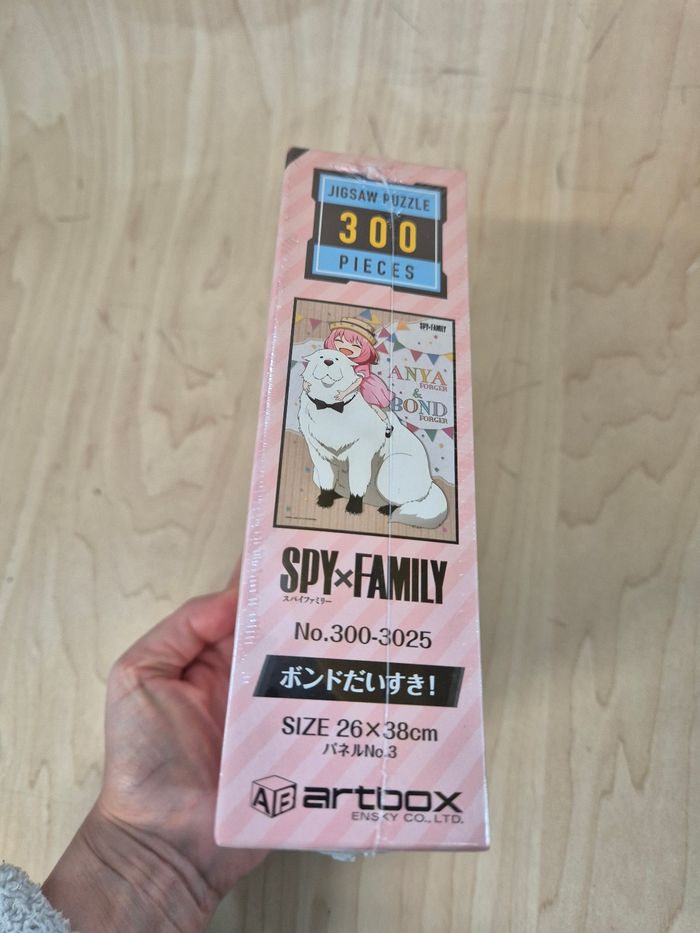 JIGSAW PUZZLE
300
PIECES
SPY×FAMILY
ANYA
FORGER
&
BOND
FORGER
SPY×FAMILY
スパイファミリー
No.300-3025
ボンドだいすき!
SIZE 26×38cm
パネルNo.3
AB artbox
ENSKY CO., LTD.